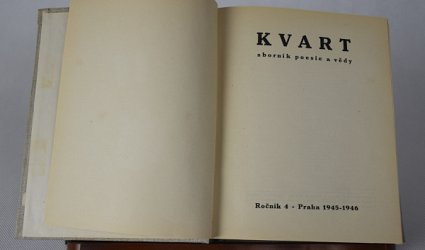 KVART
sborník poesie a vědy
Ročník 4 · Praha 1945-1946